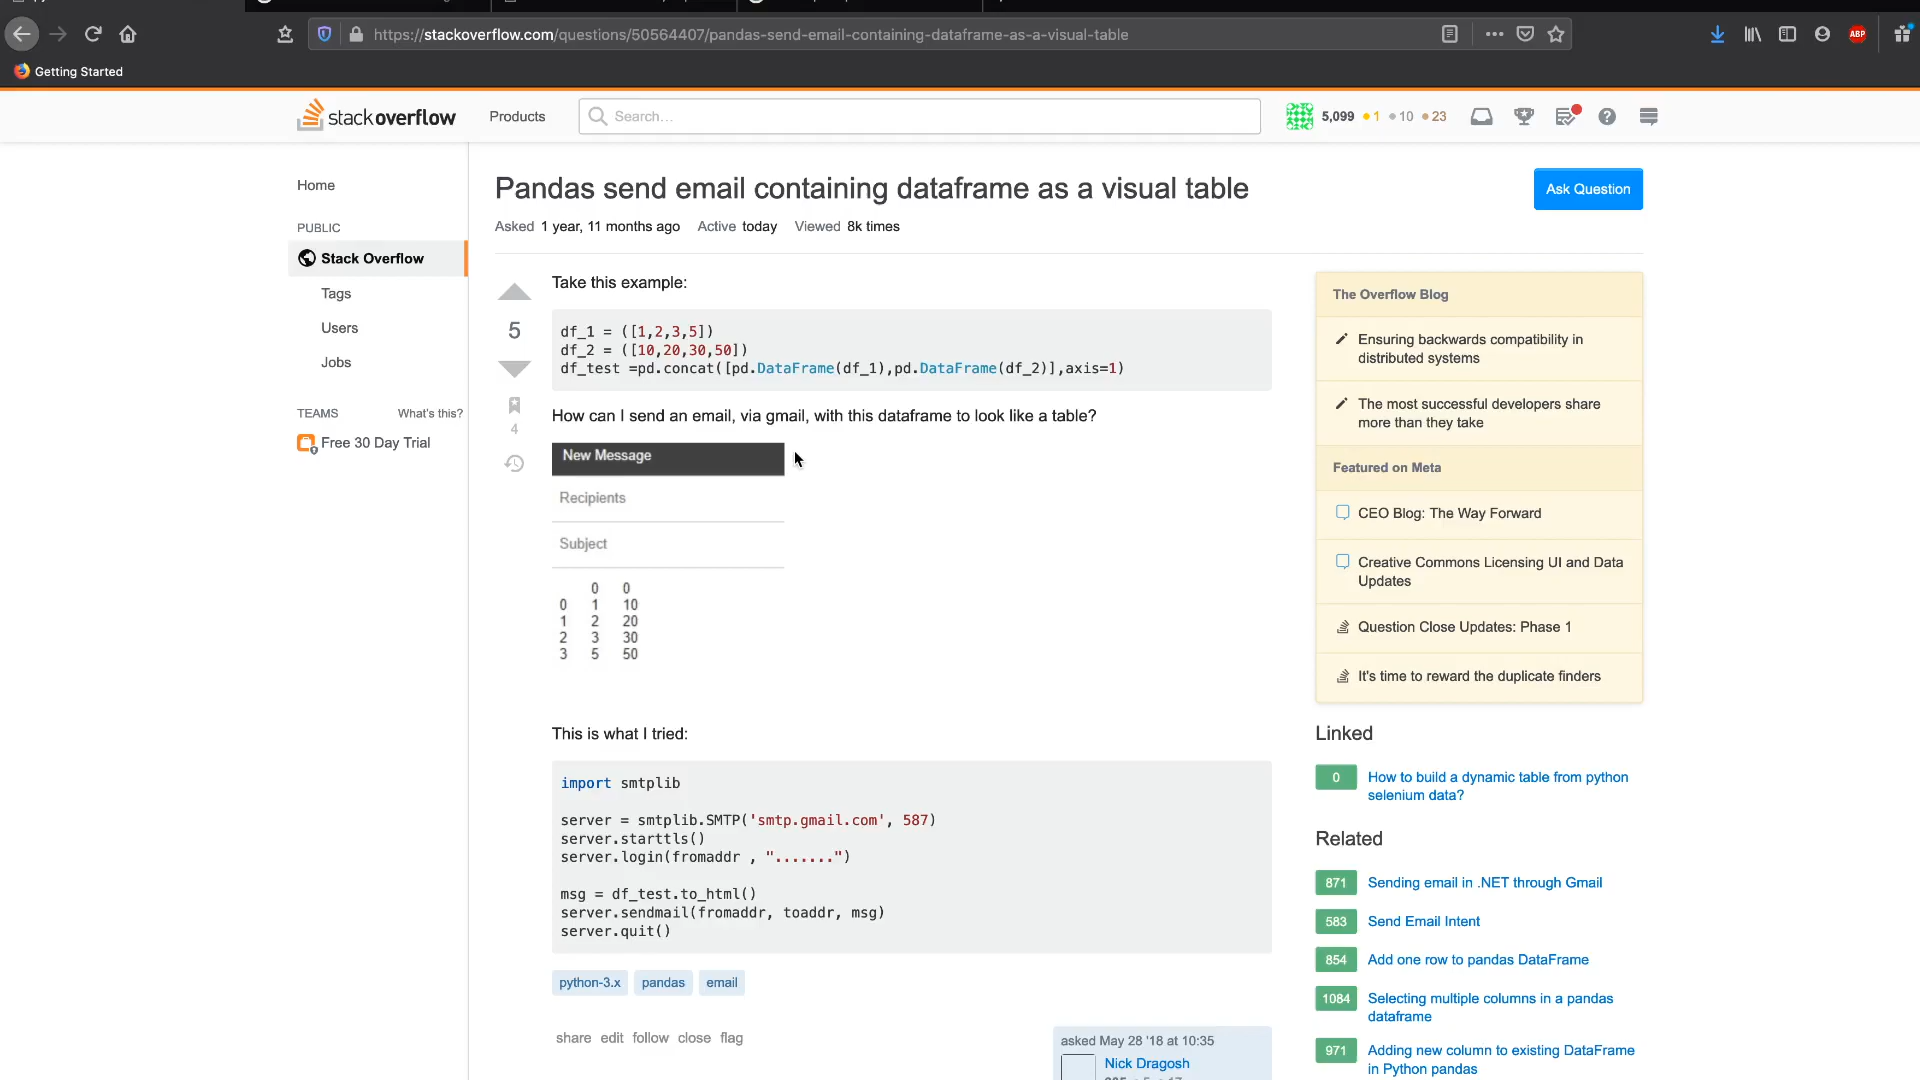 https://stackoverflow.com/questions/50564407/pandas-send-email-containing-dataframe-as-a-visual-table
ABP
Getting Started
stackoverflow
Products
Search...
5,099 1 10 23
Home
PUBLIC
Stack Overflow
Tags
Users
Jobs
TEAMS What's this?
Free 30 Day Trial
Pandas send email containing dataframe as a visual table
Ask Question
Asked 1 year, 11 months ago Active today Viewed 8k times
5
4
Take this example:
df_1 = ([1,2,3,5])
df_2 = ([10,20,30,50])
df_test =pd.concat([pd.DataFrame(df_1),pd.DataFrame(df_2)],axis=1)
How can I send an email, via gmail, with this dataframe to look like a table?
New Message
Recipients
Subject
0 0
0 1 10
1 2 20
2 3 30
3 5 50
This is what I tried:
import smtplib
server = smtplib.SMTP('smtp.gmail.com', 587)
server.starttls()
server.login(fromaddr , ".......")
msg = df_test.to_html()
server.sendmail(fromaddr, toaddr, msg)
server.quit()
python-3.x pandas email
share edit follow close flag
asked May 28 '18 at 10:35
Nick Dragosh
The Overflow Blog
Ensuring backwards compatibility in
distributed systems
The most successful developers share
more than they take
Featured on Meta
CEO Blog: The Way Forward
Creative Commons Licensing UI and Data
Updates
Question Close Updates: Phase 1
It's time to reward the duplicate finders
Linked
0 How to build a dynamic table from python
selenium data?
Related
871 Sending email in .NET through Gmail
583 Send Email Intent
854 Add one row to pandas DataFrame
1084 Selecting multiple columns in a pandas
dataframe
971 Adding new column to existing DataFrame
in Python pandas